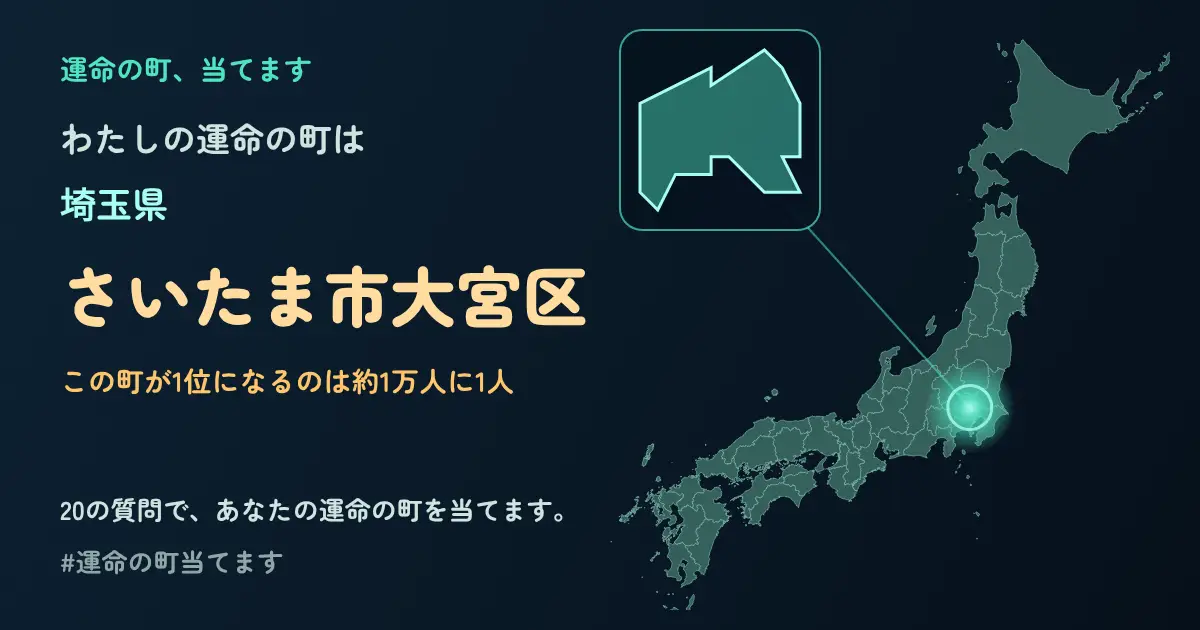 運命の町、当てます
わたしの運命の町は
埼玉県
さいたま市大宮区
この町が1位になるのは約1万人に1人
20の質問で、あなたの運命の町を当てます。
#運命の町当てます